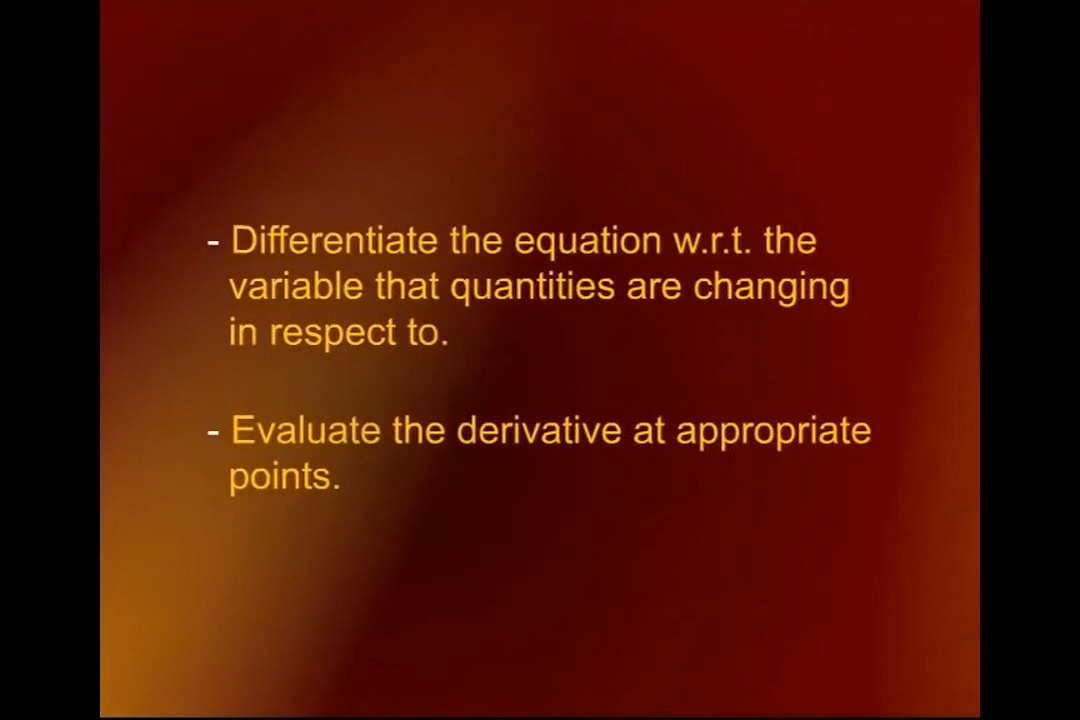 - Differentiate the equation w.r.t. the
variable that quantities are changing
in respect to.
- Evaluate the derivative at appropriate
points.